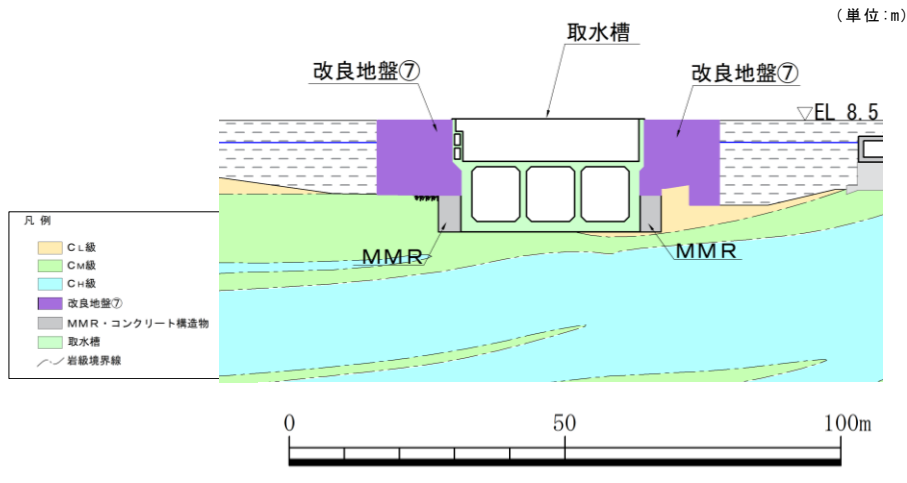 (単位:m)
取水槽
改良地盤⑦
改良地盤⑦
▽EL 8.5
凡 例
CL級
CM級
CH級
改良地盤⑦
MMR・コンクリート構造物
取水槽
岩級境界線
MMR
MMR
0 50 100m